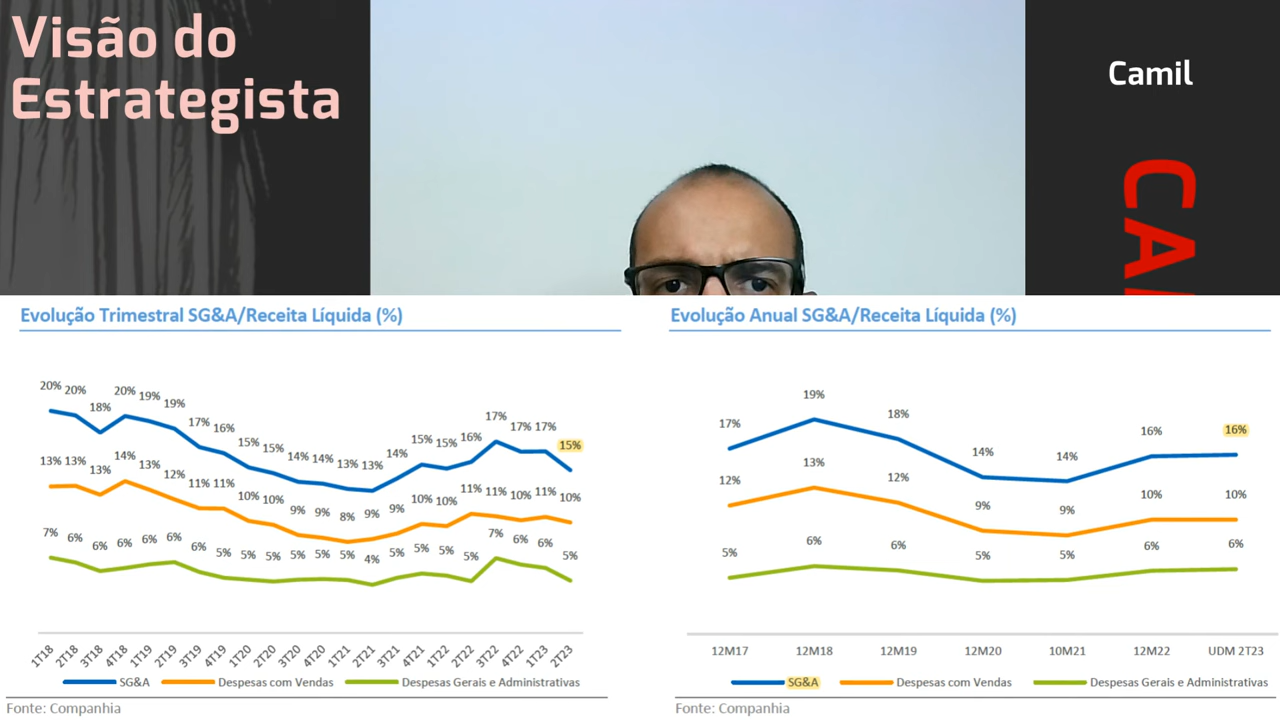 Visão do
Estrategista
Camil
CA
Evolução Trimestral SG&A/Receita Líquida (%)
20% 20% 18% 20% 19% 19% 17% 16% 15% 15% 14% 14% 13% 13% 14% 15% 15% 16% 17% 17% 17% 15%
13% 13% 13% 14% 13% 12% 11% 11% 10% 10% 9% 9% 8% 9% 9% 10% 10% 11% 11% 10% 11% 10%
7% 6% 6% 6% 6% 6% 6% 5% 5% 5% 5% 5% 5% 4% 5% 5% 5% 5% 7% 6% 6% 5%
1T18 2T18 3T18 4T18 1T19 2T19 3T19 4T19 1T20 2T20 3T20 4T20 1T21 2T21 3T21 4T21 1T22 2T22 3T22 4T22 1T23 2T23
SG&A Despesas com Vendas Despesas Gerais e Administrativas
Fonte: Companhia
Evolução Anual SG&A/Receita Líquida (%)
17% 19% 18% 14% 14% 16% 16%
12% 13% 12% 9% 9% 10% 10%
5% 6% 6% 5% 5% 6% 6%
12M17 12M18 12M19 12M20 10M21 12M22 UDM 2T23
SG&A Despesas com Vendas Despesas Gerais e Administrativas
Fonte: Companhia